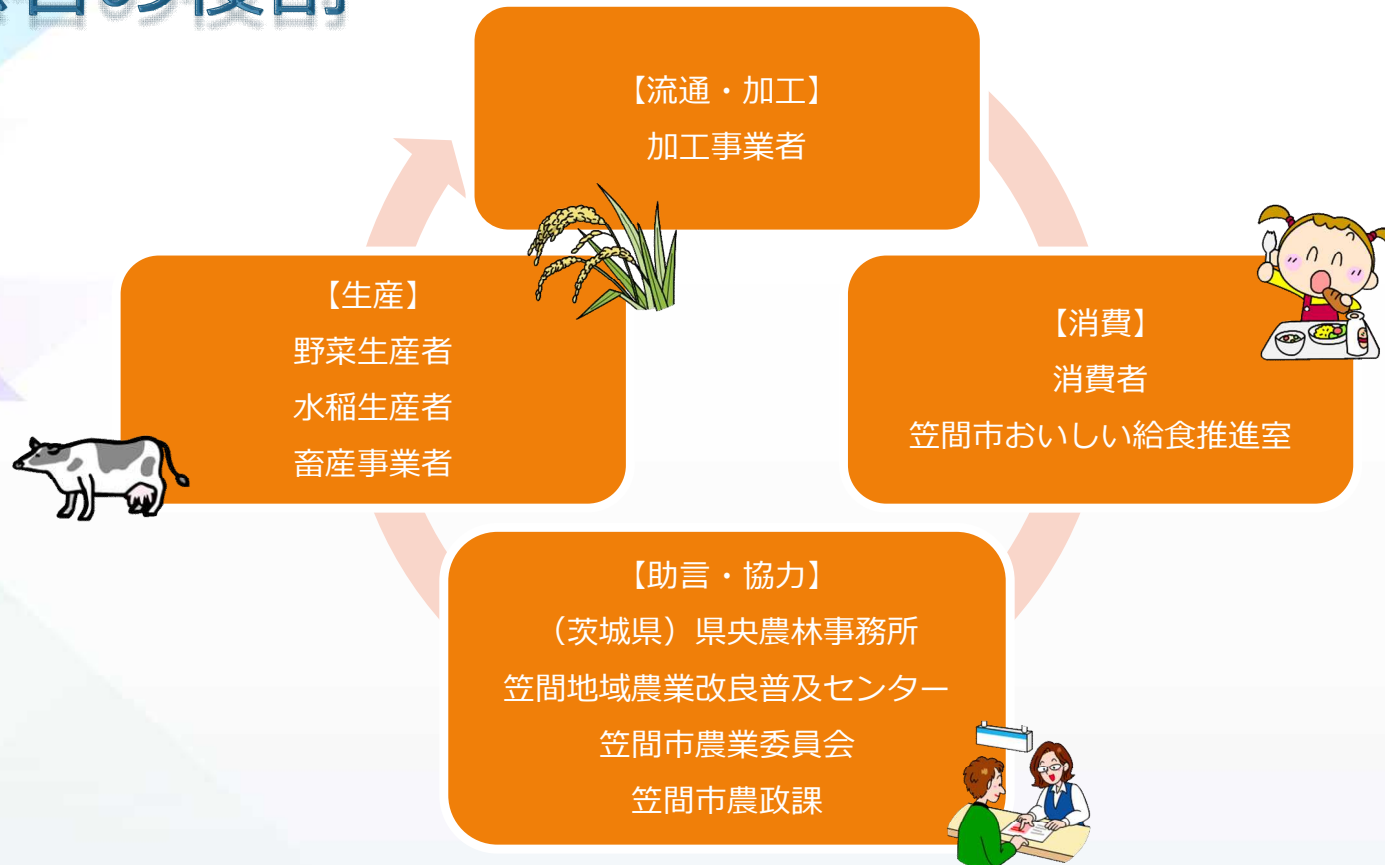 の役割
【流通・加工】
加工事業者
【生産】
野菜生産者
水稲生産者
畜産事業者
【消費】
消費者
笠間市おいしい給食推進室
【助言・協力】
（茨城県）県央農林事務所
笠間地域農業改良普及センター
笠間市農業委員会
笠間市農政課